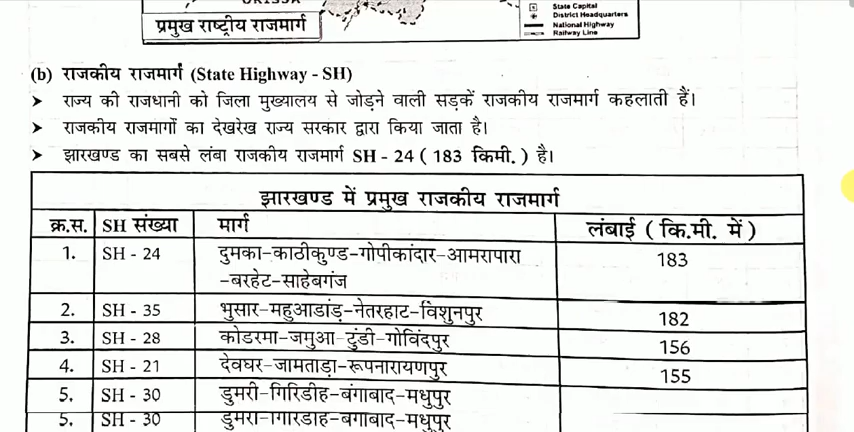 State Capital
District Headquarters
National Highway
Railway Line
प्रमुख राष्ट्रीय राजमार्ग
(b) राजकीय राजमार्ग (State Highway - SH)
➤ राज्य की राजधानी को जिला मुख्यालय से जोड़ने वाली सड़कें राजकीय राजमार्ग कहलाती हैं।
➤ राजकीय राजमार्गों का देखरेख राज्य सरकार द्वारा किया जाता है।
➤ झारखण्ड का सबसे लंबा राजकीय राजमार्ग SH - 24 ( 183 किमी. ) है।
झारखण्ड में प्रमुख राजकीय राजमार्ग
क्र.स. SH संख्या मार्ग लंबाई ( कि.मी. में )
1. SH - 24 दुमका-काठीकुण्ड-गोपीकांदार-आमरापारा 183
-बरहेट-साहेबगंज
2. SH - 35 भुसार-महुआडांड़-नेतरहाट-विशुनपुर 182
3. SH - 28 कोडरमा-जमुआ-टुंडी-गोविंदपुर 156
4. SH - 21 देवघर-जामताड़ा-रूपनारायणपुर 155
5. SH - 30 डुमरी-गिरिडीह-बंगाबाद-मधुपुर
5. SH - 30 डुमरी-गिरिडीह-बंगाबाद-मधुपुर